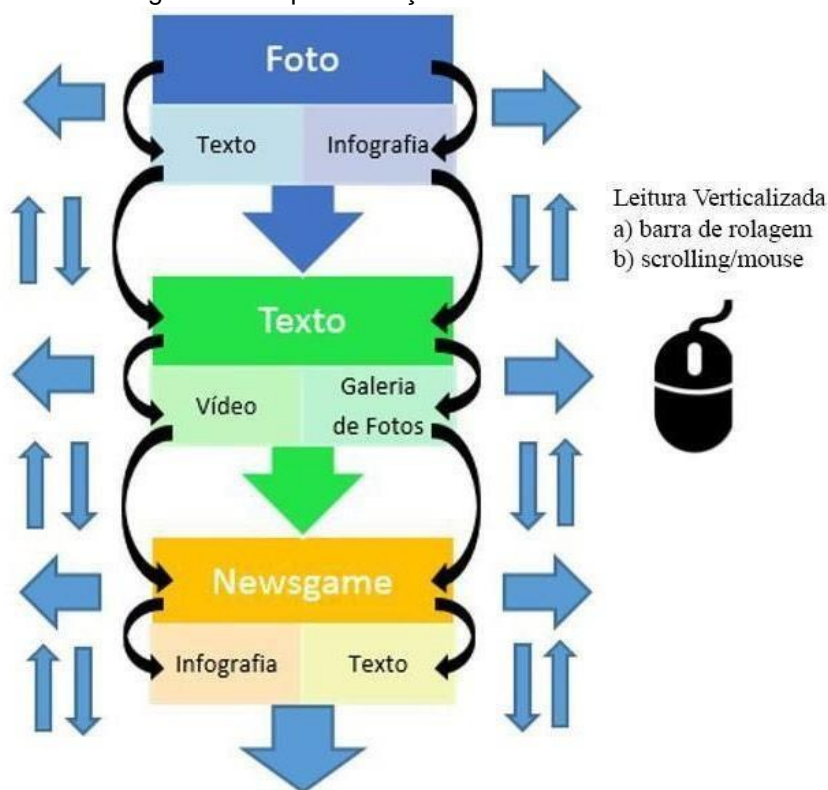 Foto
Texto
Infografia
Leitura Verticalizada
a) barra de rolagem
b) scrolling/mouse
Texto
Vídeo
Galeria
de Fotos
Newsgame
Infografia
Texto